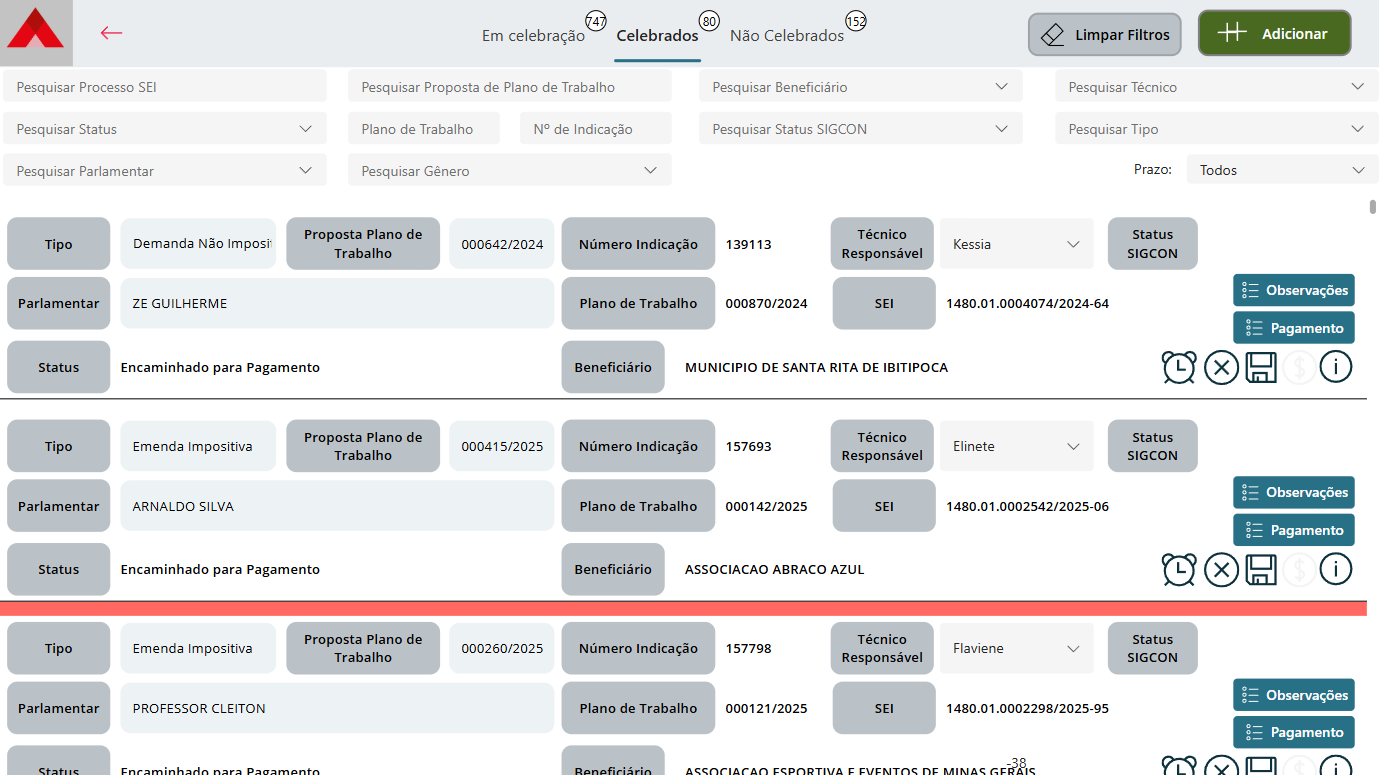 Em celebração 747 Celebrados 80 Não Celebrados 152 Limpar Filtros Adicionar
Pesquisar Processo SEI Pesquisar Proposta de Plano de Trabalho Pesquisar Beneficiário Pesquisar Técnico
Pesquisar Status Plano de Trabalho Nº de Indicação Pesquisar Status SIGCON Pesquisar Tipo
Pesquisar Parlamentar Pesquisar Gênero Prazo: Todos
Tipo Demanda Não Imposit Proposta Plano de Trabalho 000642/2024 Número Indicação 139113 Técnico Responsável Kessia Status SIGCON
Parlamentar ZE GUILHERME Plano de Trabalho 000870/2024 SEI 1480.01.0004074/2024-64 Observações
Pagamento
Status Encaminhado para Pagamento Beneficiário MUNICIPIO DE SANTA RITA DE IBITIPOCA
Tipo Emenda Impositiva Proposta Plano de Trabalho 000415/2025 Número Indicação 157693 Técnico Responsável Elinete Status SIGCON
Parlamentar ARNALDO SILVA Plano de Trabalho 000142/2025 SEI 1480.01.0002542/2025-06 Observações
Pagamento
Status Encaminhado para Pagamento Beneficiário ASSOCIACAO ABRACO AZUL
Tipo Emenda Impositiva Proposta Plano de Trabalho 000260/2025 Número Indicação 157798 Técnico Responsável Flaviene Status SIGCON
Parlamentar PROFESSOR CLEITON Plano de Trabalho 000121/2025 SEI 1480.01.0002298/2025-95 Observações
Pagamento
-38
Status Encaminhado para Pagamento Beneficiário ASSOCIACAO ESPORTIVA E EVENTOS DE MINAS GERAIS